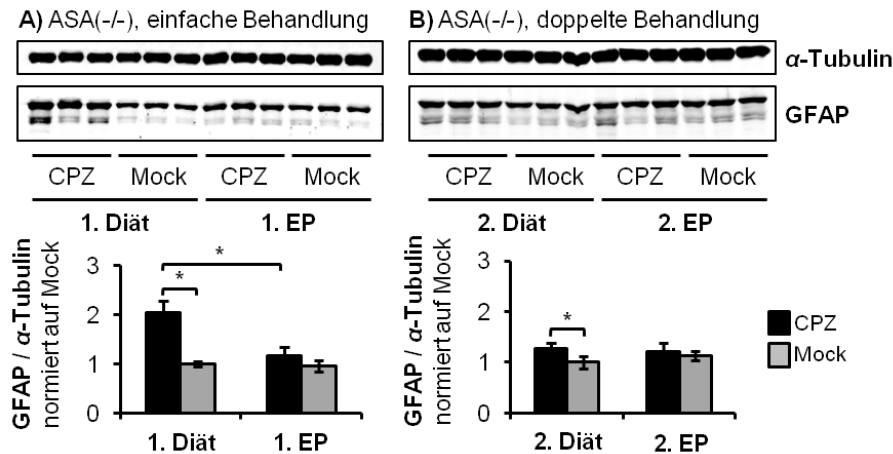 A) ASA(-/-), einfache Behandlung
B) ASA(-/-), doppelte Behandlung
α-Tubulin
GFAP
CPZ Mock CPZ Mock
1. Diät 1. EP
CPZ Mock CPZ Mock
2. Diät 2. EP
GFAP / α-Tubulin
normiert auf Mock
3
2
1
0
*
*
1. Diät 1. EP
GFAP / α-Tubulin
normiert auf Mock
3
2
1
0
*
2. Diät 2. EP
CPZ
Mock